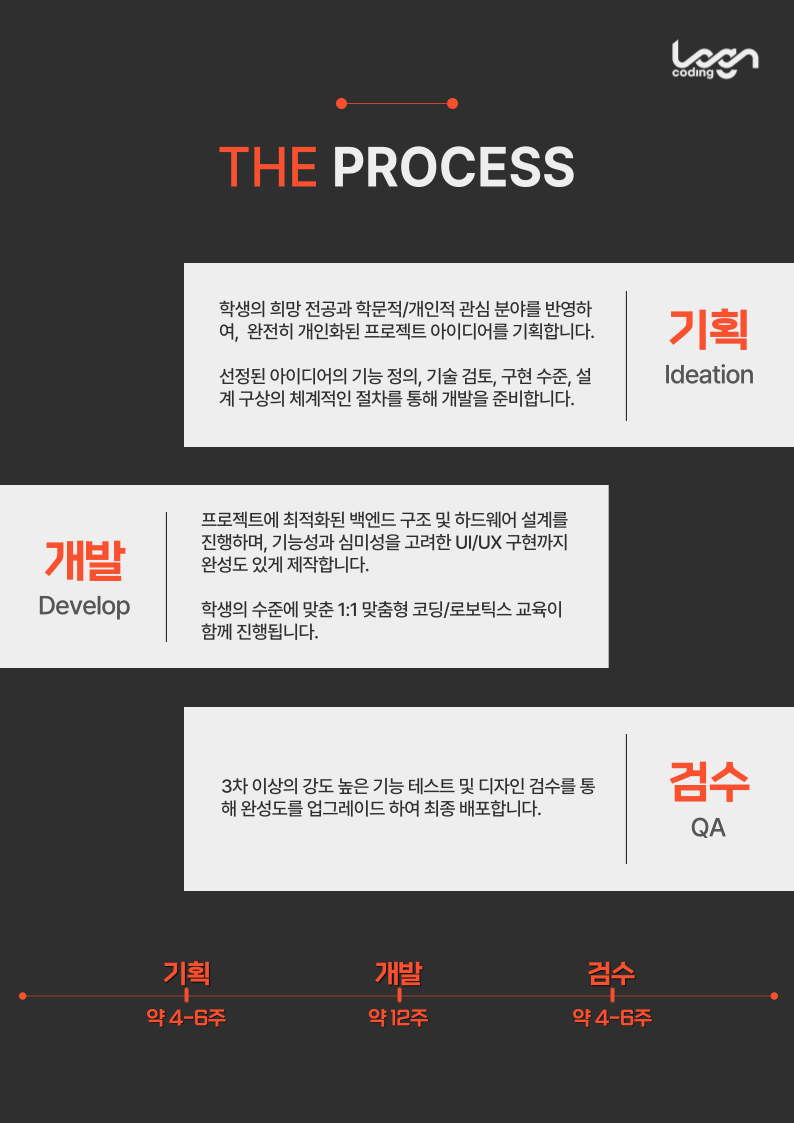 coding
THE PROCESS
학생의 희망 전공과 학문적/개인적 관심 분야를 반영하
여, 완전히 개인화된 프로젝트 아이디어를 기획합니다.
선정된 아이디어의 기능 정의, 기술 검토, 구현 수준, 설
계 구상의 체계적인 절차를 통해 개발을 준비합니다.
기획
Ideation
개발
Develop
프로젝트에 최적화된 백엔드 구조 및 하드웨어 설계를
진행하며, 기능성과 심미성을 고려한 UI/UX 구현까지
완성도 있게 제작합니다.
학생의 수준에 맞춘 1:1 맞춤형 코딩/로보틱스 교육이
함께 진행됩니다.
3차 이상의 강도 높은 기능 테스트 및 디자인 검수를 통
해 완성도를 업그레이드 하여 최종 배포합니다.
검수
QA
기획 개발 검수
약 4-6주 약 12주 약 4-6주